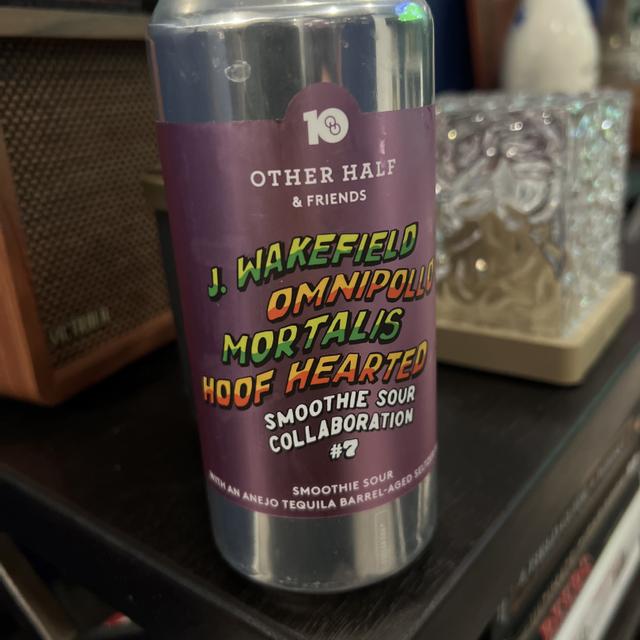 10
OTHER HALF
& FRIENDS
J. WAKEFIELD
OMNIPOLLO
MORTALIS
HOOF HEARTED
SMOOTHIE SOUR
COLLABORATION
#7
SMOOTHIE SOUR
WITH AN ANEJO TEQUILA BARREL-AGED
VICTROLA